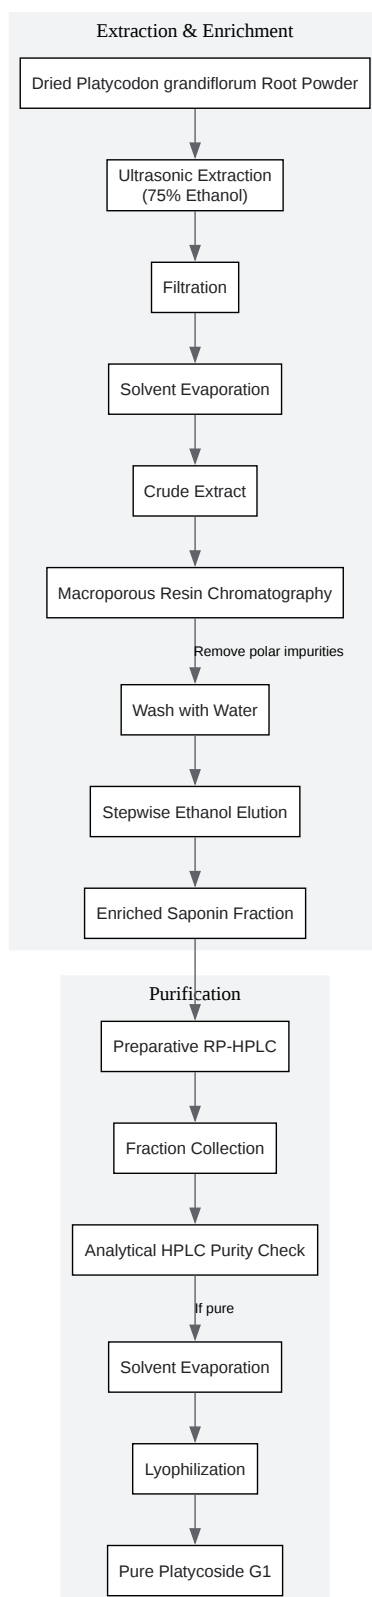 Extraction & Enrichment
Dried Platycodon grandiflorum Root Powder
Ultrasonic Extraction
(75% Ethanol)
Filtration
Solvent Evaporation
Crude Extract
Macroporous Resin Chromatography
Remove polar impurities
Wash with Water
Stepwise Ethanol Elution
Enriched Saponin Fraction
Purification
Preparative RP-HPLC
Fraction Collection
Analytical HPLC Purity Check
If pure
Solvent Evaporation
Lyophilization
Pure Platycoside G1